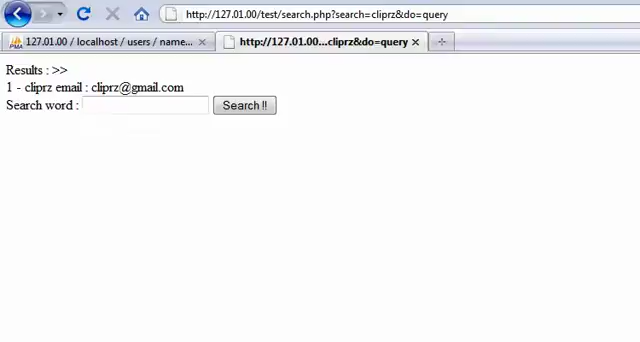 http://127.01.00/test/search.php?search=cliprz&do=query
PMA 127.01.00 / localhost / users / name...
http://127.01.00...cliprz&do=query
Results : >>
1 - cliprz email : cliprz@gmail.com
Search word : Search !!